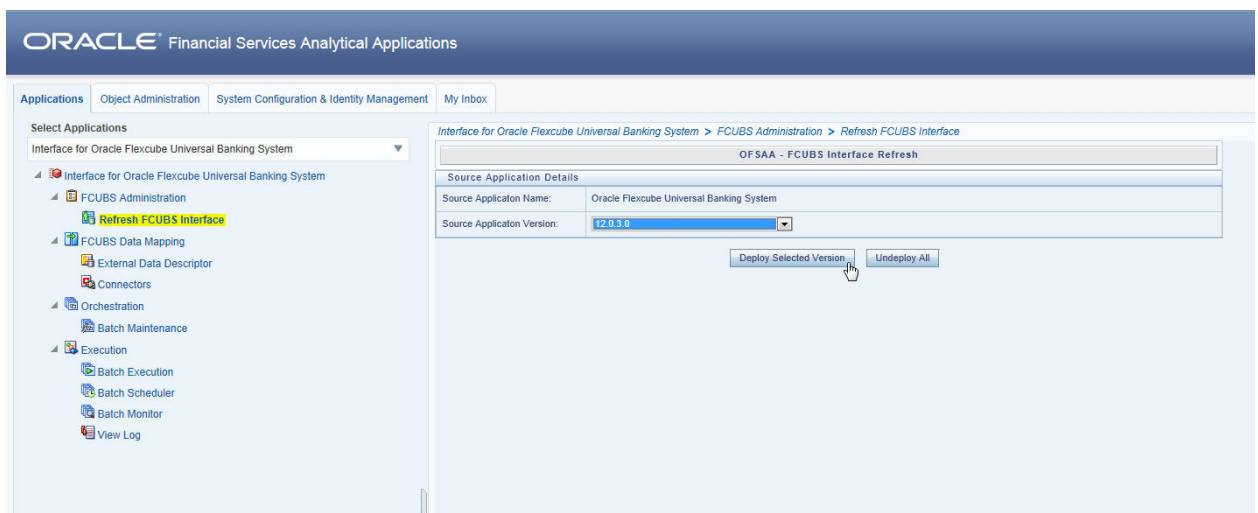 ORACLE® Financial Services Analytical Applications
Applications Object Administration System Configuration & Identity Management My Inbox
Select Applications
Interface for Oracle Flexcube Universal Banking System
Interface for Oracle Flexcube Universal Banking System
FCUBS Administration
Refresh FCUBS Interface
FCUBS Data Mapping
External Data Descriptor
Connectors
Orchestration
Batch Maintenance
Execution
Batch Execution
Batch Scheduler
Batch Monitor
View Log
Interface for Oracle Flexcube Universal Banking System > FCUBS Administration > Refresh FCUBS Interface
OFSAA - FCUBS Interface Refresh
Source Application Details
Source Applicaton Name: Oracle Flexcube Universal Banking System
Source Applicaton Version: 12.0.3.0
Deploy Selected Version Undeploy All